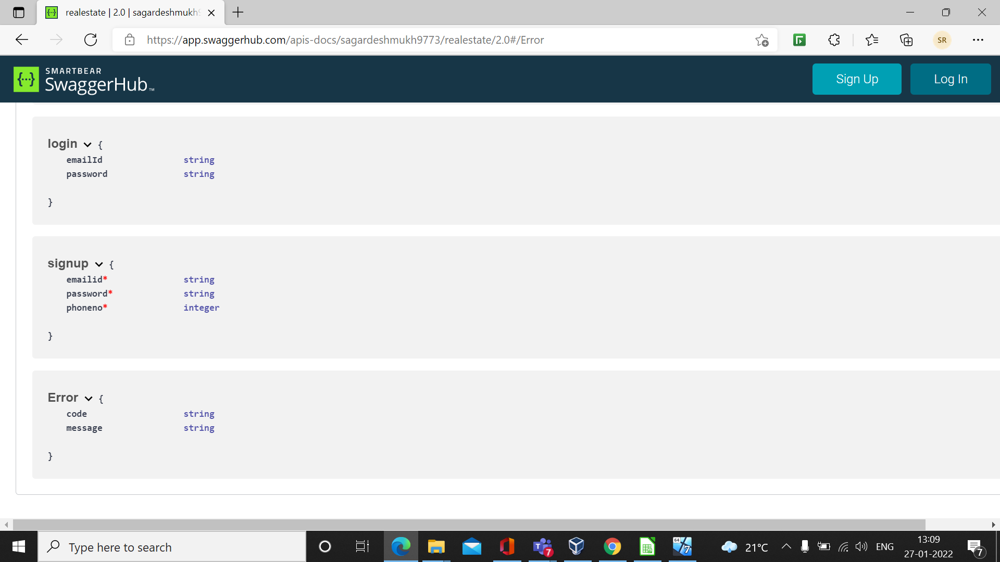 realestate | 2.0 | sagardeshmukh9
https://app.swaggerhub.com/apis-docs/sagardeshmukh9773/realestate/2.0#/Error
SR
{··}
SMARTBEAR
SwaggerHub™
Sign Up
Log In
login {
emailId string
password string
}
signup {
emailid* string
password* string
phoneno* integer
}
Error {
code string
message string
}
Type here to search
7
64
7
21°C
ENG
13:09
27-01-2022
7